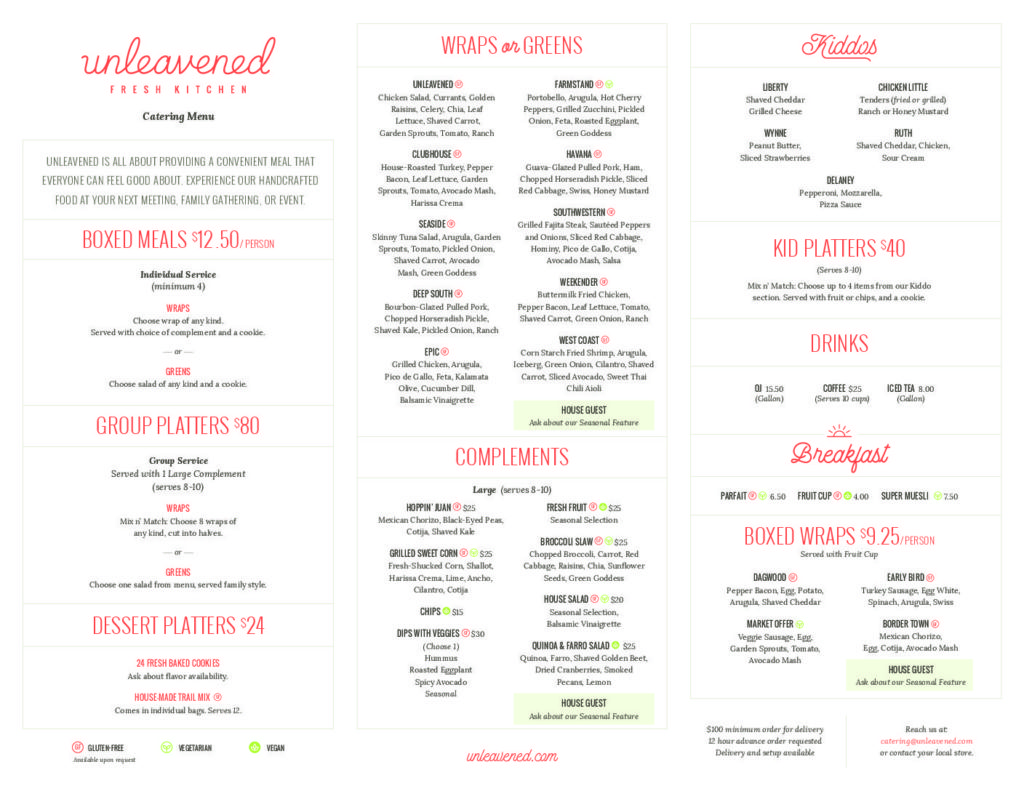 unleavened
FRESH KITCHEN
Catering Menu
UNLEAVENED IS ALL ABOUT PROVIDING A CONVENIENT MEAL THAT
EVERYONE CAN FEEL GOOD ABOUT. EXPERIENCE OUR HANDCRAFTED
FOOD AT YOUR NEXT MEETING, FAMILY GATHERING, OR EVENT.
BOXED MEALS $12.50/ PERSON
Individual Service
(minimum 4)
WRAPS
Choose wrap of any kind.
Served with choice of complement and a cookie.
— or —
GREENS
Choose salad of any kind and a cookie.
GROUP PLATTERS $80
Group Service
Served with 1 Large Complement
(serves 8-10)
WRAPS
Mix n' Match: Choose 8 wraps of
any kind, cut into halves.
— or —
GREENS
Choose one salad from menu, served family style.
DESSERT PLATTERS $24
24 FRESH BAKED COOKIES
Ask about flavor availability.
HOUSE-MADE TRAIL MIX GF
Comes in individual bags. Serves 12.
GF GLUTEN-FREE VEGETARIAN VEGAN
Available upon request
WRAPS or GREENS
UNLEAVENED GF
Chicken Salad, Currants, Golden
Raisins, Celery, Chia, Leaf
Lettuce, Shaved Carrot,
Garden Sprouts, Tomato, Ranch
CLUBHOUSE GF
House-Roasted Turkey, Pepper
Bacon, Leaf Lettuce, Garden
Sprouts, Tomato, Avocado Mash,
Harissa Crema
SEASIDE GF
Skinny Tuna Salad, Arugula, Garden
Sprouts, Tomato, Pickled Onion,
Shaved Carrot, Avocado
Mash, Green Goddess
DEEP SOUTH GF
Bourbon-Glazed Pulled Pork,
Chopped Horseradish Pickle,
Shaved Kale, Pickled Onion, Ranch
EPIC GF
Grilled Chicken, Arugula,
Pico de Gallo, Feta, Kalamata
Olive, Cucumber Dill,
Balsamic Vinaigrette
FARMSTAND GF
Portobello, Arugula, Hot Cherry
Peppers, Grilled Zucchini, Pickled
Onion, Feta, Roasted Eggplant,
Green Goddess
HAVANA GF
Guava-Glazed Pulled Pork, Ham,
Chopped Horseradish Pickle, Sliced
Red Cabbage, Swiss, Honey Mustard
SOUTHWESTERN GF
Grilled Fajita Steak, Sautéed Peppers
and Onions, Sliced Red Cabbage,
Hominy, Pico de Gallo, Cotija,
Avocado Mash, Salsa
WEEKENDER GF
Buttermilk Fried Chicken,
Pepper Bacon, Leaf Lettuce, Tomato,
Shaved Carrot, Green Onion, Ranch
WEST COAST GF
Corn Starch Fried Shrimp, Arugula,
Iceberg, Green Onion, Cilantro, Shaved
Carrot, Sliced Avocado, Sweet Thai
Chili Aioli
HOUSE GUEST
Ask about our Seasonal Feature
COMPLEMENTS
Large (serves 8-10)
HOPPIN' JUAN GF $25
Mexican Chorizo, Black-Eyed Peas,
Cotija, Shaved Kale
GRILLED SWEET CORN GF $25
Fresh-Shucked Corn, Shallot,
Harissa Crema, Lime, Ancho,
Cilantro, Cotija
CHIPS $15
DIPS WITH VEGGIES GF $30
(Choose 1)
Hummus
Roasted Eggplant
Spicy Avocado
Seasonal
FRESH FRUIT GF $25
Seasonal Selection
BROCCOLI SLAW GF $25
Chopped Broccoli, Carrot, Red
Cabbage, Raisins, Chia, Sunflower
Seeds, Green Goddess
HOUSE SALAD GF $20
Seasonal Selection,
Balsamic Vinaigrette
QUINOA & FARRO SALAD $25
Quinoa, Farro, Shaved Golden Beet,
Dried Cranberries, Smoked
Pecans, Lemon
HOUSE GUEST
Ask about our Seasonal Feature
unleavened.com
Kiddos
LIBERTY
Shaved Cheddar
Grilled Cheese
CHICKEN LITTLE
Tenders (fried or grilled)
Ranch or Honey Mustard
WYNNE
Peanut Butter,
Sliced Strawberries
RUTH
Shaved Cheddar, Chicken,
Sour Cream
DELANEY
Pepperoni, Mozzarella,
Pizza Sauce
KID PLATTERS $40
(Serves 8-10)
Mix n' Match: Choose up to 4 items from our Kiddo
section. Served with fruit or chips, and a cookie.
DRINKS
OJ 15.50 COFFEE $25 ICED TEA 8.00
(Gallon) (Serves 10 cups) (Gallon)
Breakfast
PARFAIT GF 6.50 FRUIT CUP GF 4.00 SUPER MUESLI 7.50
BOXED WRAPS $9.25/PERSON
Served with Fruit Cup
DAGWOOD GF
Pepper Bacon, Egg, Potato,
Arugula, Shaved Cheddar
EARLY BIRD GF
Turkey Sausage, Egg White,
Spinach, Arugula, Swiss
MARKET OFFER
Veggie Sausage, Egg,
Garden Sprouts, Tomato,
Avocado Mash
BORDER TOWN GF
Mexican Chorizo,
Egg, Cotija, Avocado Mash
HOUSE GUEST
Ask about our Seasonal Feature
$100 minimum order for delivery
12 hour advance order requested
Delivery and setup available
Reach us at:
catering@unleavened.com
or contact your local store.